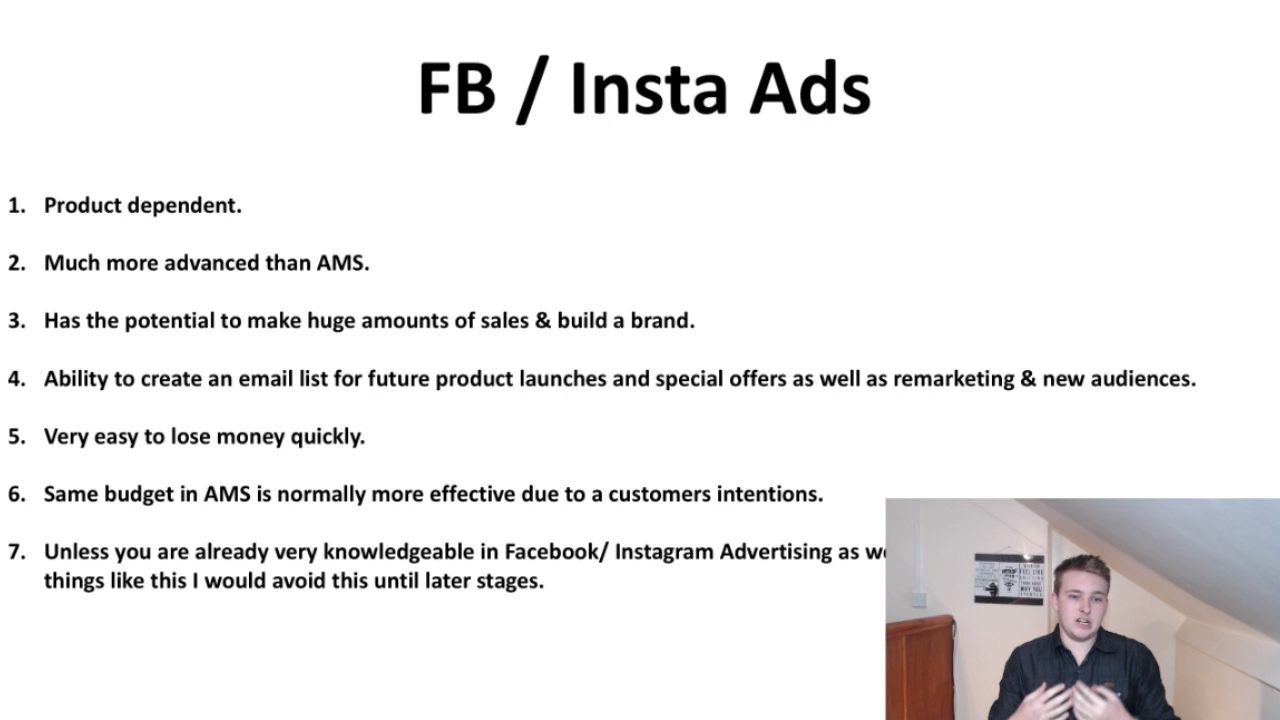 FB / Insta Ads
1. Product dependent.
2. Much more advanced than AMS.
3. Has the potential to make huge amounts of sales & build a brand.
4. Ability to create an email list for future product launches and special offers as well as remarketing & new audiences.
5. Very easy to lose money quickly.
6. Same budget in AMS is normally more effective due to a customers intentions.
7. Unless you are already very knowledgeable in Facebook/ Instagram Advertising as
things like this I would avoid this until later stages.